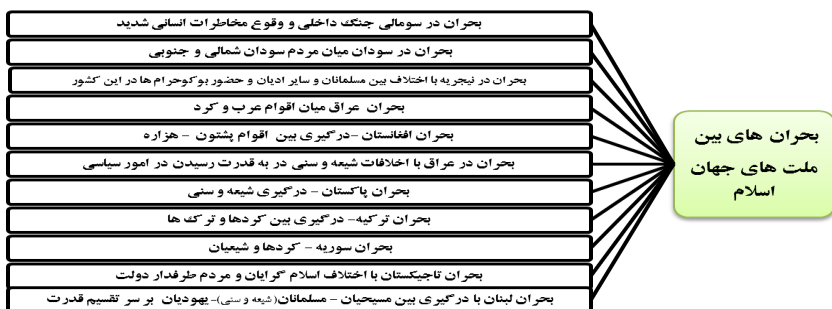 بحران های بین
ملت های جهان
اسلام
بحران در سومالی جنگ داخلی و وقوع مخاطرات انسانی شدید
بحران در سودان میان مردم سودان شمالی و جنوبی
بحران در نیجریه با اختلاف بین مسلمانان و سایر ادیان و حضور بوکوحرام ها در این کشور
بحران عراق میان اقوام عرب و کرد
بحران افغانستان -درگیری بین اقوام پشتون - هزاره
بحران در عراق با اخلافات شیعه و سنی در به قدرت رسیدن در امور سیاسی
بحران پاکستان - درگیری شیعه و سنی
بحران ترکیه- درگیری بین کردها و ترک ها
بحران سوریه - کردها و شیعیان
بحران تاجیکستان با اختلاف اسلام گرایان و مردم طرفدار دولت
بحران لبنان با درگیری بین مسیحیان - مسلمانان(شیعه و سنی)- یهودیان بر سر تقسیم قدرت